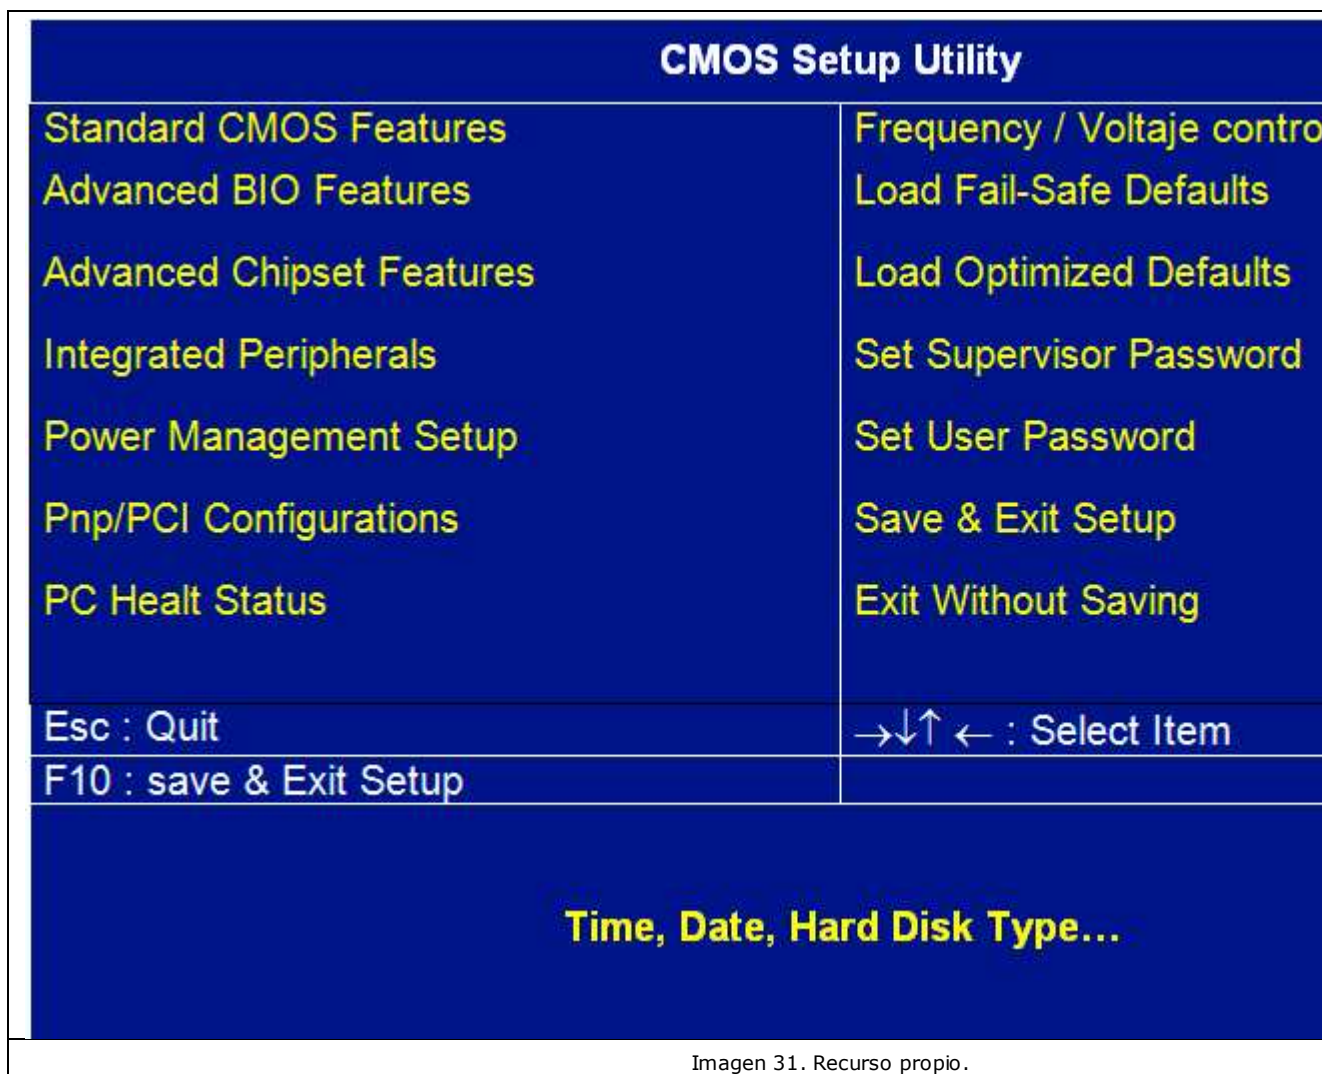 CMOS Setup Utility
Standard CMOS Features
Advanced BIO Features
Advanced Chipset Features
Integrated Peripherals
Power Management Setup
Pnp/PCI Configurations
PC Healt Status
Frequency / Voltaje contro
Load Fail-Safe Defaults
Load Optimized Defaults
Set Supervisor Password
Set User Password
Save & Exit Setup
Exit Without Saving
Esc : Quit
→↓↑ ← : Select Item
F10 : save & Exit Setup
Time, Date, Hard Disk Type...
Imagen 31. Recurso propio.